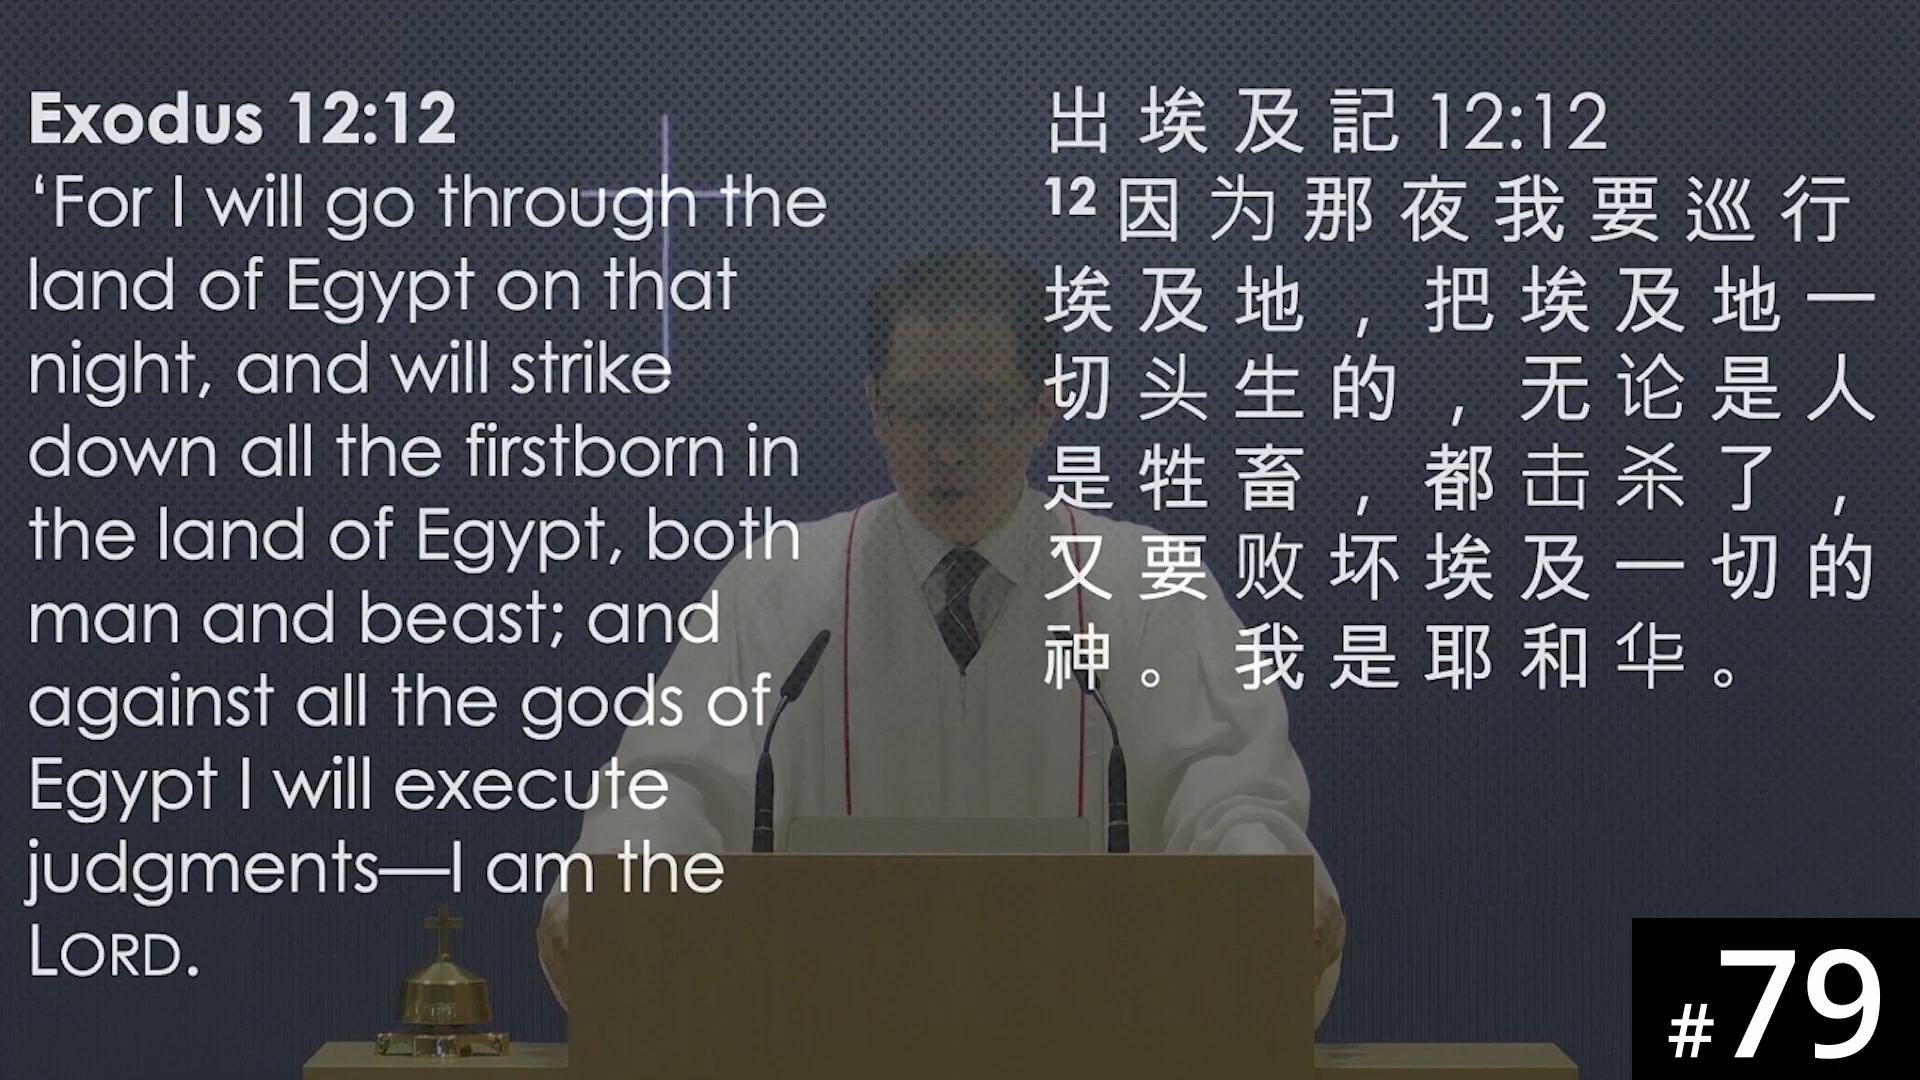 Exodus 12:12
‘For I will go through the
land of Egypt on that
night, and will strike
down all the firstborn in
the land of Egypt, both
man and beast; and
against all the gods of
Egypt I will execute
judgments—I am the
LORD.
出埃及記 12:12
12因为那夜我要巡行
埃及地，把埃及地一
切头生的，无论是人
是牲畜，都击杀了，
又要败坏埃及一切的
神。我是耶和华。
#79